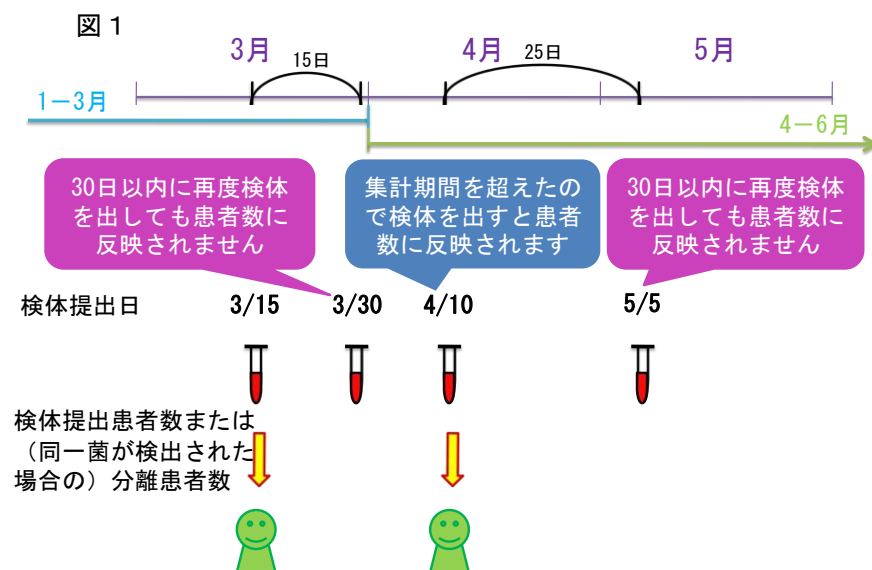 図１
3月
15日
4月
25日
5月
1－3月
4－6月
30日以内に再度検体
を出しても患者数に
反映されません
集計期間を超えたの
で検体を出すと患者
数に反映されます
30日以内に再度検体
を出しても患者数に
反映されません
検体提出日
3/15
3/30
4/10
5/5
検体提出患者数または
（同一菌が検出された
場合の）分離患者数